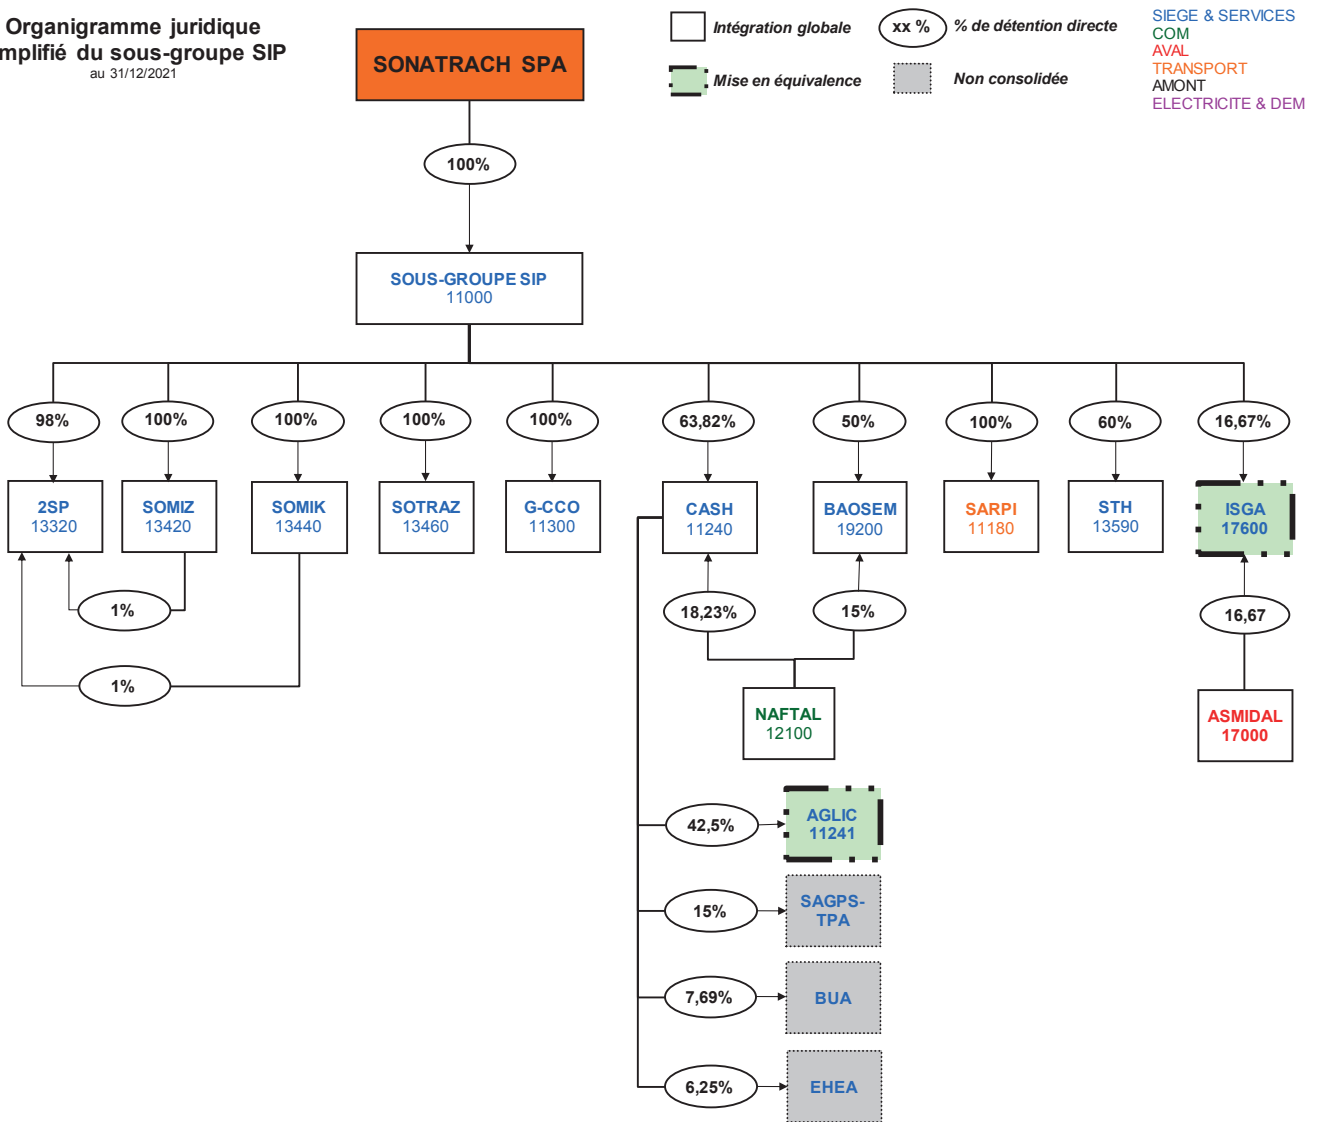 Organigramme juridique
mplifié du sous-groupe SIP
au 31/12/2021
SONATRACH SPA
Intégration globale
xx %
% de détention directe
Mise en équivalence
Non consolidée
SIEGE & SERVICES
COM
AVAL
TRANSPORT
AMONT
ELECTRICITE & DEM
100%
SOUS-GROUPE SIP
11000
98%
100%
100%
100%
100%
63,82%
50%
100%
60%
16,67%
2SP
13320
SOMIZ
13420
SOMIK
13440
SOTRAZ
13460
G-CCO
11300
CASH
11240
BAOSEM
19200
SARPI
11180
STH
13590
ISGA
17600
1%
18,23%
15%
16,67
1%
NAFTAL
12100
ASMIDAL
17000
42,5%
AGLIC
11241
15%
SAGPS-
TPA
7,69%
BUA
6,25%
EHEA